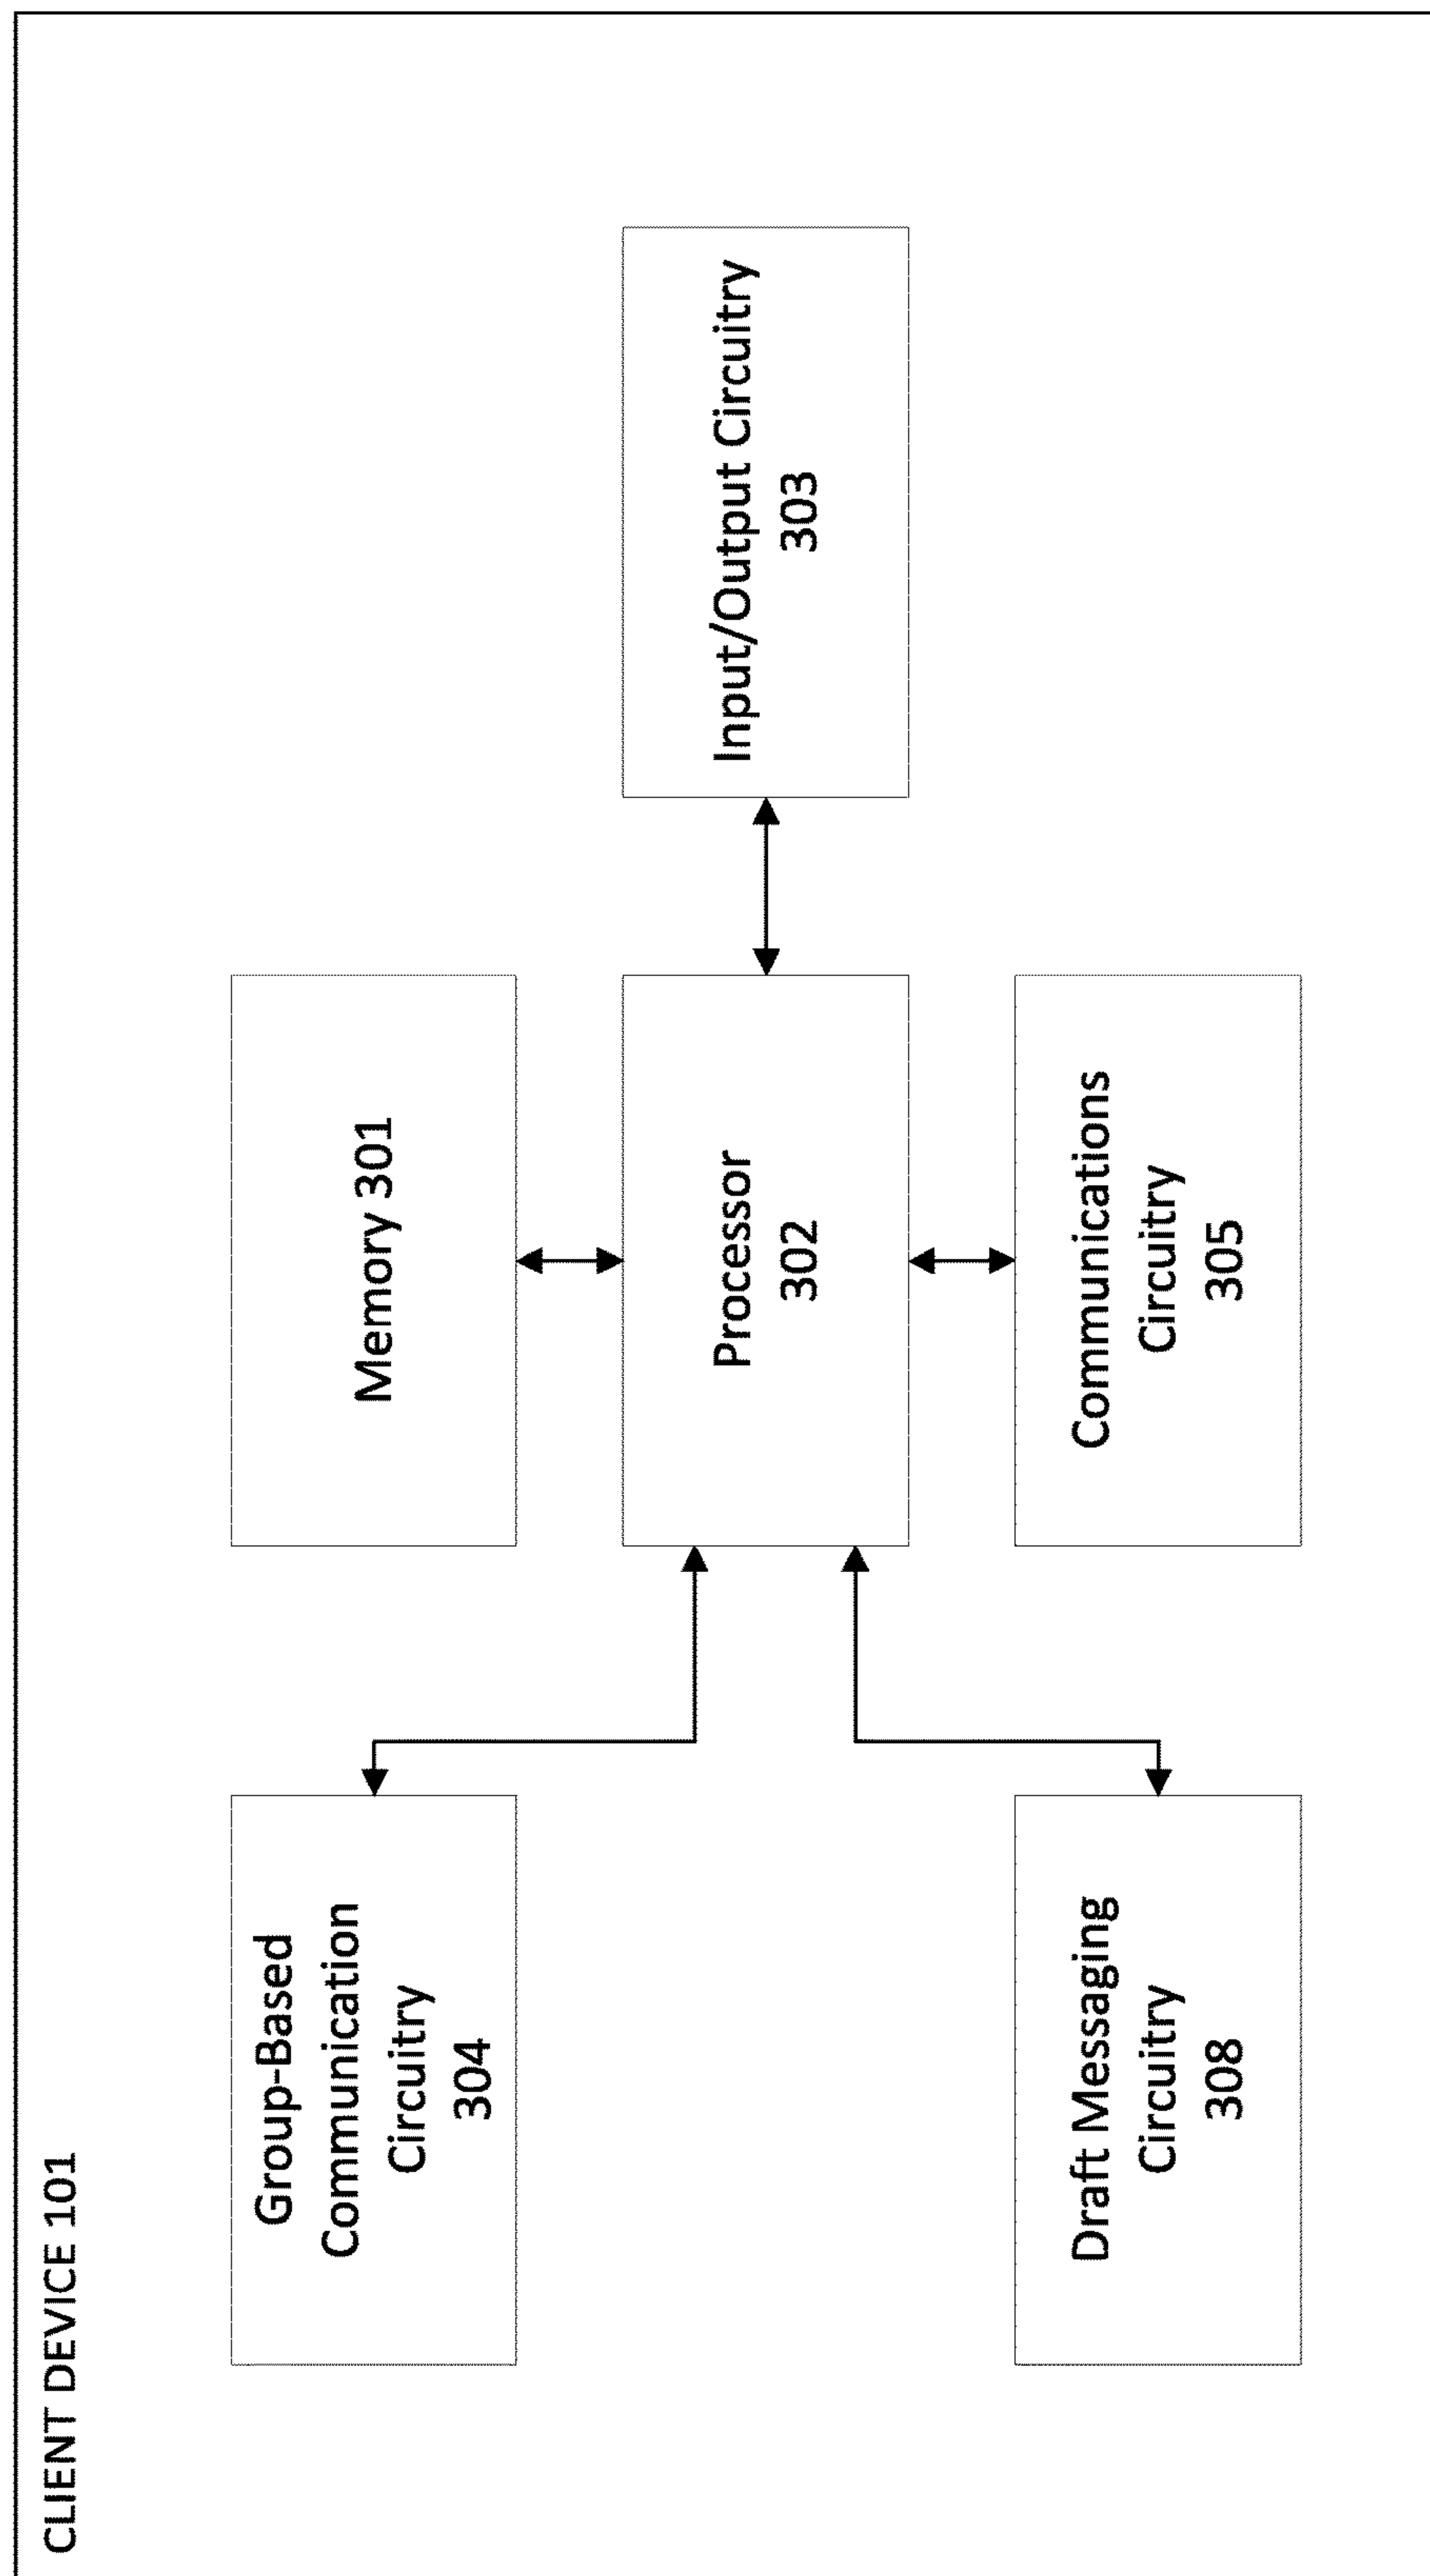 CLIENT DEVICE 101
Group-Based
Communication
Circuitry
304
Memory 301
Processor
302
Input/Output Circuitry
303
Draft Messaging
Circuitry
308
Communications
Circuitry
305